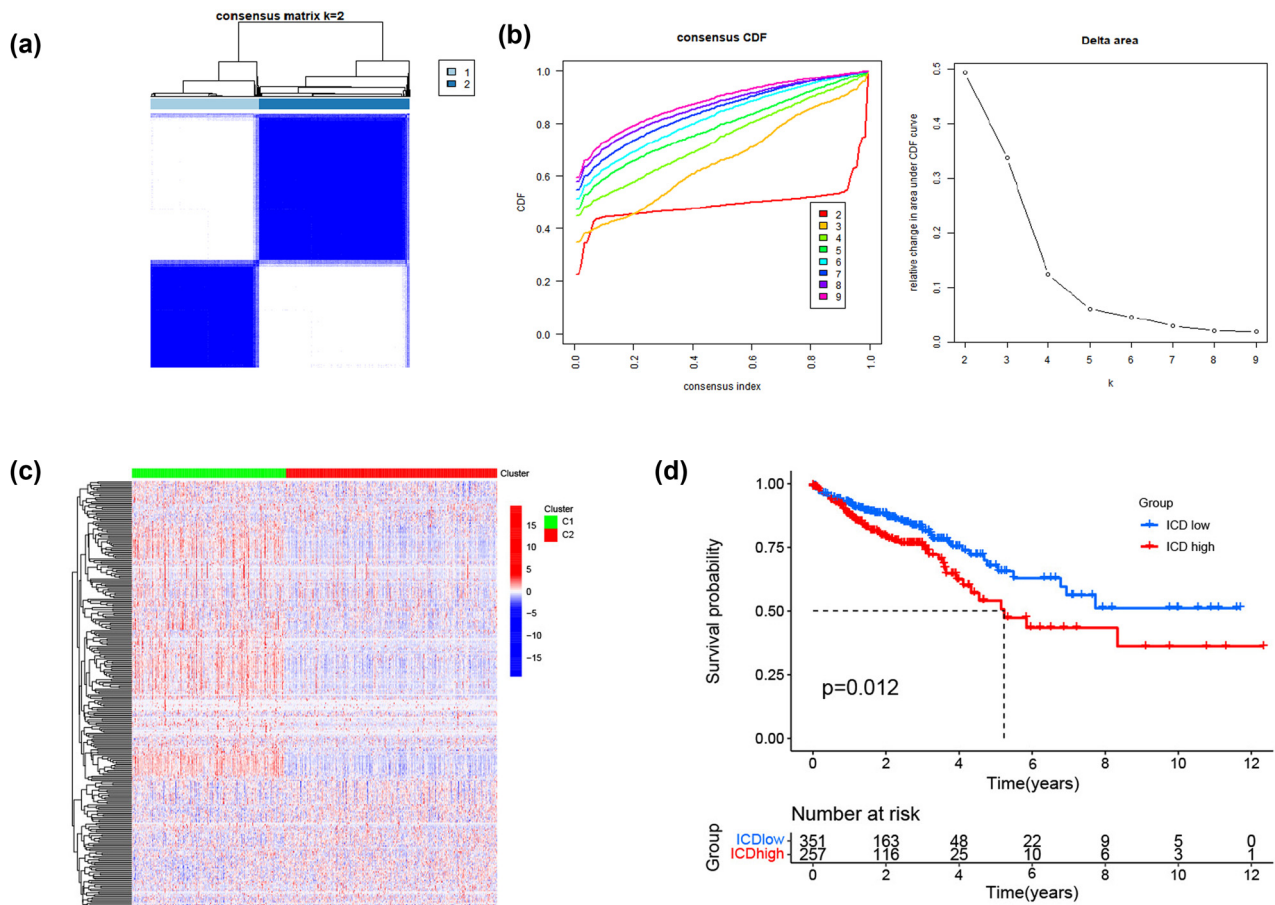 (a)
consensus matrix k=2
1
2
(b)
consensus CDF
CDF
1.0
0.8
0.6
0.4
0.2
0.0
0.0
0.2
0.4
0.6
0.8
1.0
consensus index
2
3
4
5
6
7
8
9
Delta area
relative change in area under CDF curve
0.5
0.4
0.3
0.2
0.1
0.0
2
3
4
5
6
7
8
9
k
(c)
Cluster
Cluster
C1
C2
15
10
5
0
−5
−10
−15
(d)
Survival probability
1.00
0.75
0.50
0.25
0.00
Group
ICD low
ICD high
p=0.012
0
2
4
6
8
10
12
Time(years)
Number at risk
Group
ICDlow 351 163 48 22 9 5 0
ICDhigh 257 116 25 10 6 3 1
0 2 4 6 8 10 12
Time(years)